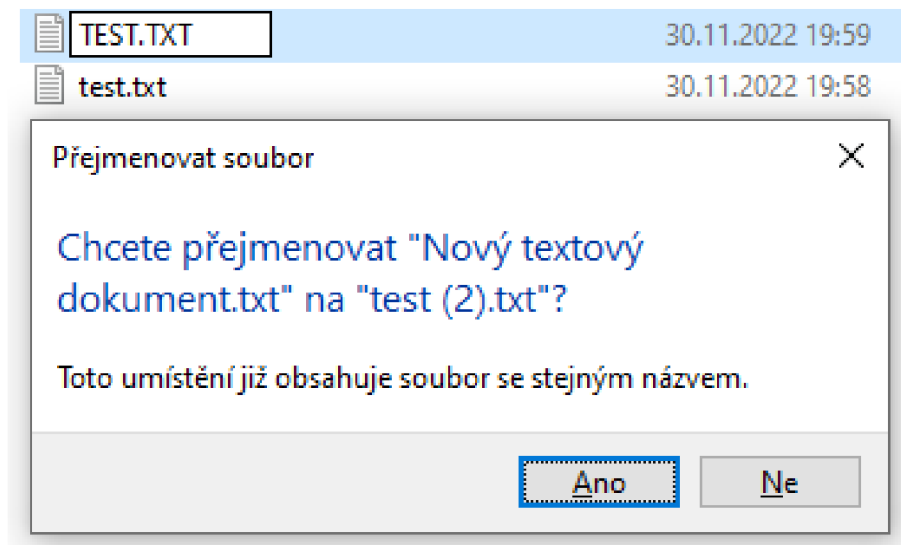 TEST.TXT 30.11.2022 19:59
test.txt 30.11.2022 19:58
Přejmenovat soubor
Chcete přejmenovat "Nový textový
dokument.txt" na "test (2).txt"?
Toto umístění již obsahuje soubor se stejným názvem.
Ano Ne